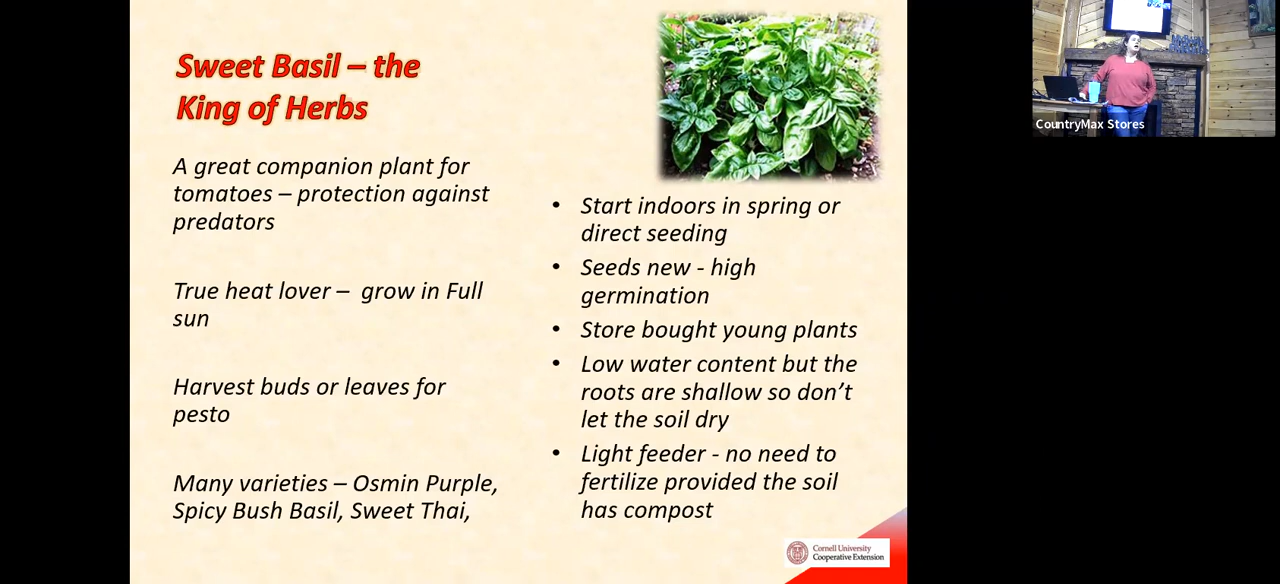 Sweet Basil – the
King of Herbs
A great companion plant for
tomatoes – protection against
predators
True heat lover –  grow in Full
sun
Harvest buds or leaves for
pesto
Many varieties – Osmin Purple,
Spicy Bush Basil, Sweet Thai,
• Start indoors in spring or
direct seeding
• Seeds new - high
germination
• Store bought young plants
• Low water content but the
roots are shallow so don’t
let the soil dry
• Light feeder - no need to
fertilize provided the soil
has compost
Cornell University
Cooperative Extension
CountryMax Stores